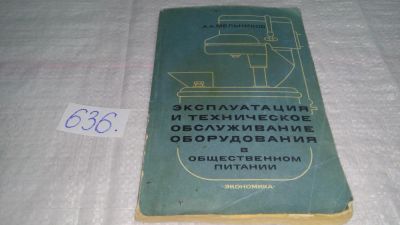 А.А.МЕЛЬНИКОВ
ЭКСПЛУАТАЦИЯ
И ТЕХНИЧЕСКОЕ
ОБСЛУЖИВАНИЕ
ОБОРУДОВАНИЯ
В
ОБЩЕСТВЕННОМ
ПИТАНИИ
·ЭКОНОМИКА·
636.